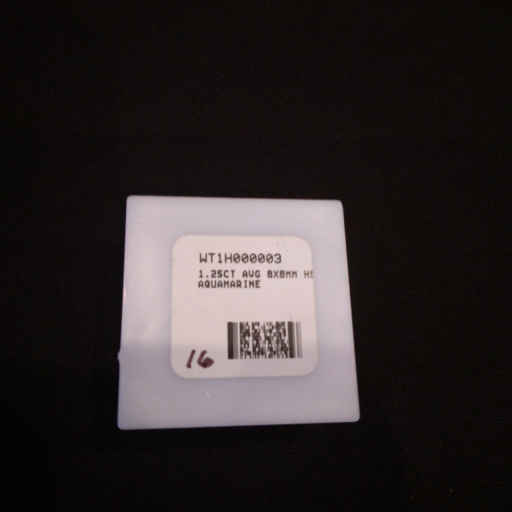 WT1H000003
1.25CT AVG 8X8MM
AQUAMARINE
16